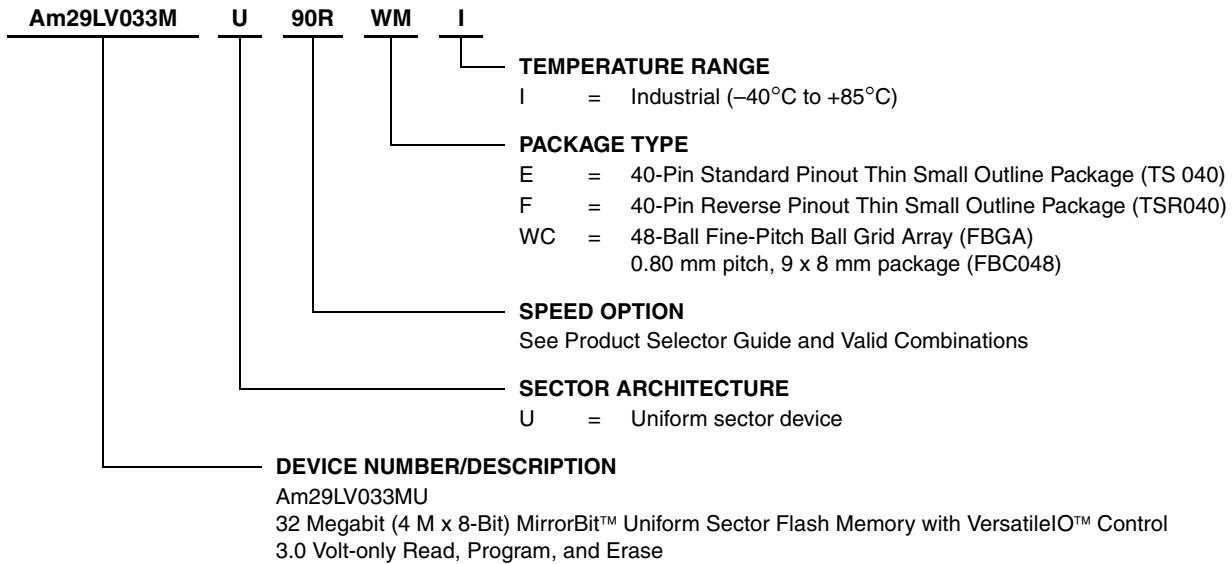 Am29LV033M U 90R WM I
TEMPERATURE RANGE
I = Industrial (–40°C to +85°C)
PACKAGE TYPE
E = 40-Pin Standard Pinout Thin Small Outline Package (TS 040)
F = 40-Pin Reverse Pinout Thin Small Outline Package (TSR040)
WC = 48-Ball Fine-Pitch Ball Grid Array (FBGA)
0.80 mm pitch, 9 x 8 mm package (FBC048)
SPEED OPTION
See Product Selector Guide and Valid Combinations
SECTOR ARCHITECTURE
U = Uniform sector device
DEVICE NUMBER/DESCRIPTION
Am29LV033MU
32 Megabit (4 M x 8-Bit) MirrorBit™ Uniform Sector Flash Memory with VersatileIO™ Control
3.0 Volt-only Read, Program, and Erase